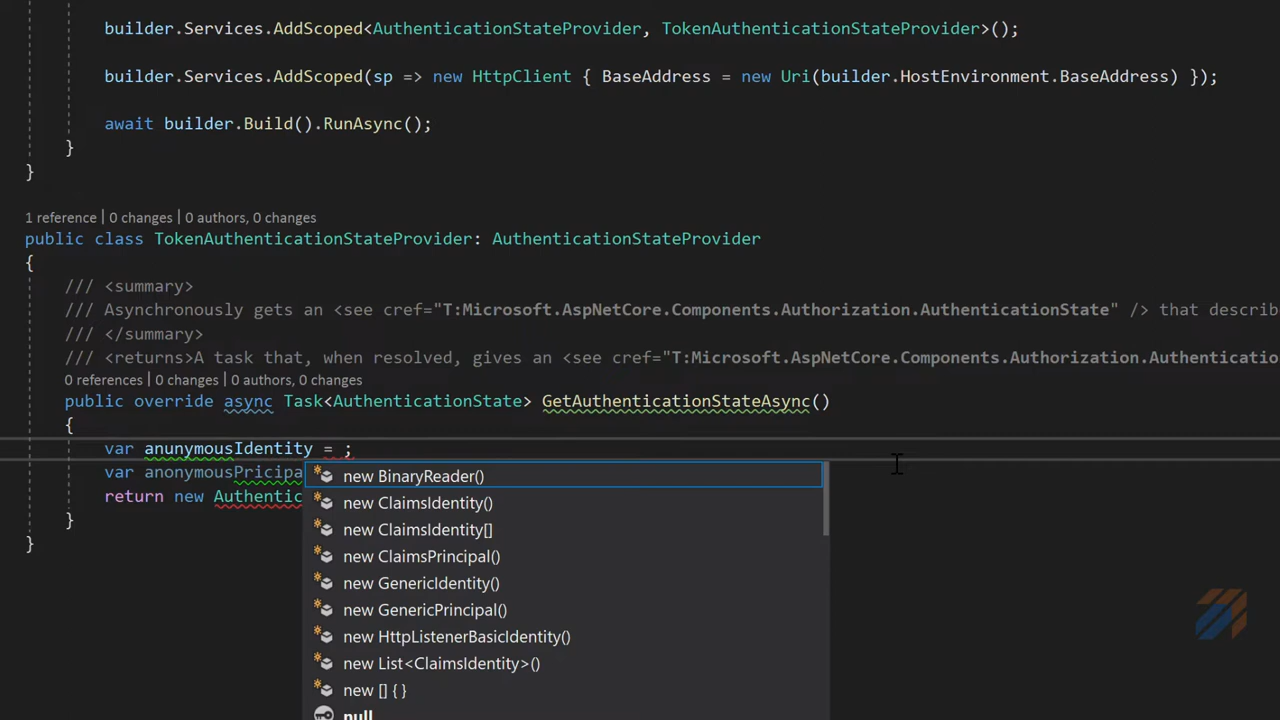 builder.Services.AddScoped<AuthenticationStateProvider, TokenAuthenticationStateProvider>();
builder.Services.AddScoped(sp => new HttpClient { BaseAddress = new Uri(builder.HostEnvironment.BaseAddress) });
await builder.Build().RunAsync();
}
}
1 reference | 0 changes | 0 authors, 0 changes
public class TokenAuthenticationStateProvider: AuthenticationStateProvider
{
/// <summary>
/// Asynchronously gets an <see cref="T:Microsoft.AspNetCore.Components.Authorization.AuthenticationState" /> that describ
/// </summary>
/// <returns>A task that, when resolved, gives an <see cref="T:Microsoft.AspNetCore.Components.Authorization.Authentication
0 references | 0 changes | 0 authors, 0 changes
public override async Task<AuthenticationState> GetAuthenticationStateAsync()
{
var anunymousIdentity = ;
var anonymousPricipa
return new Authentic
}
}
new BinaryReader()
new ClaimsIdentity()
new ClaimsIdentity[]
new ClaimsPrincipal()
new GenericIdentity()
new GenericPrincipal()
new HttpListenerBasicIdentity()
new List<ClaimsIdentity>()
new [] { }
null